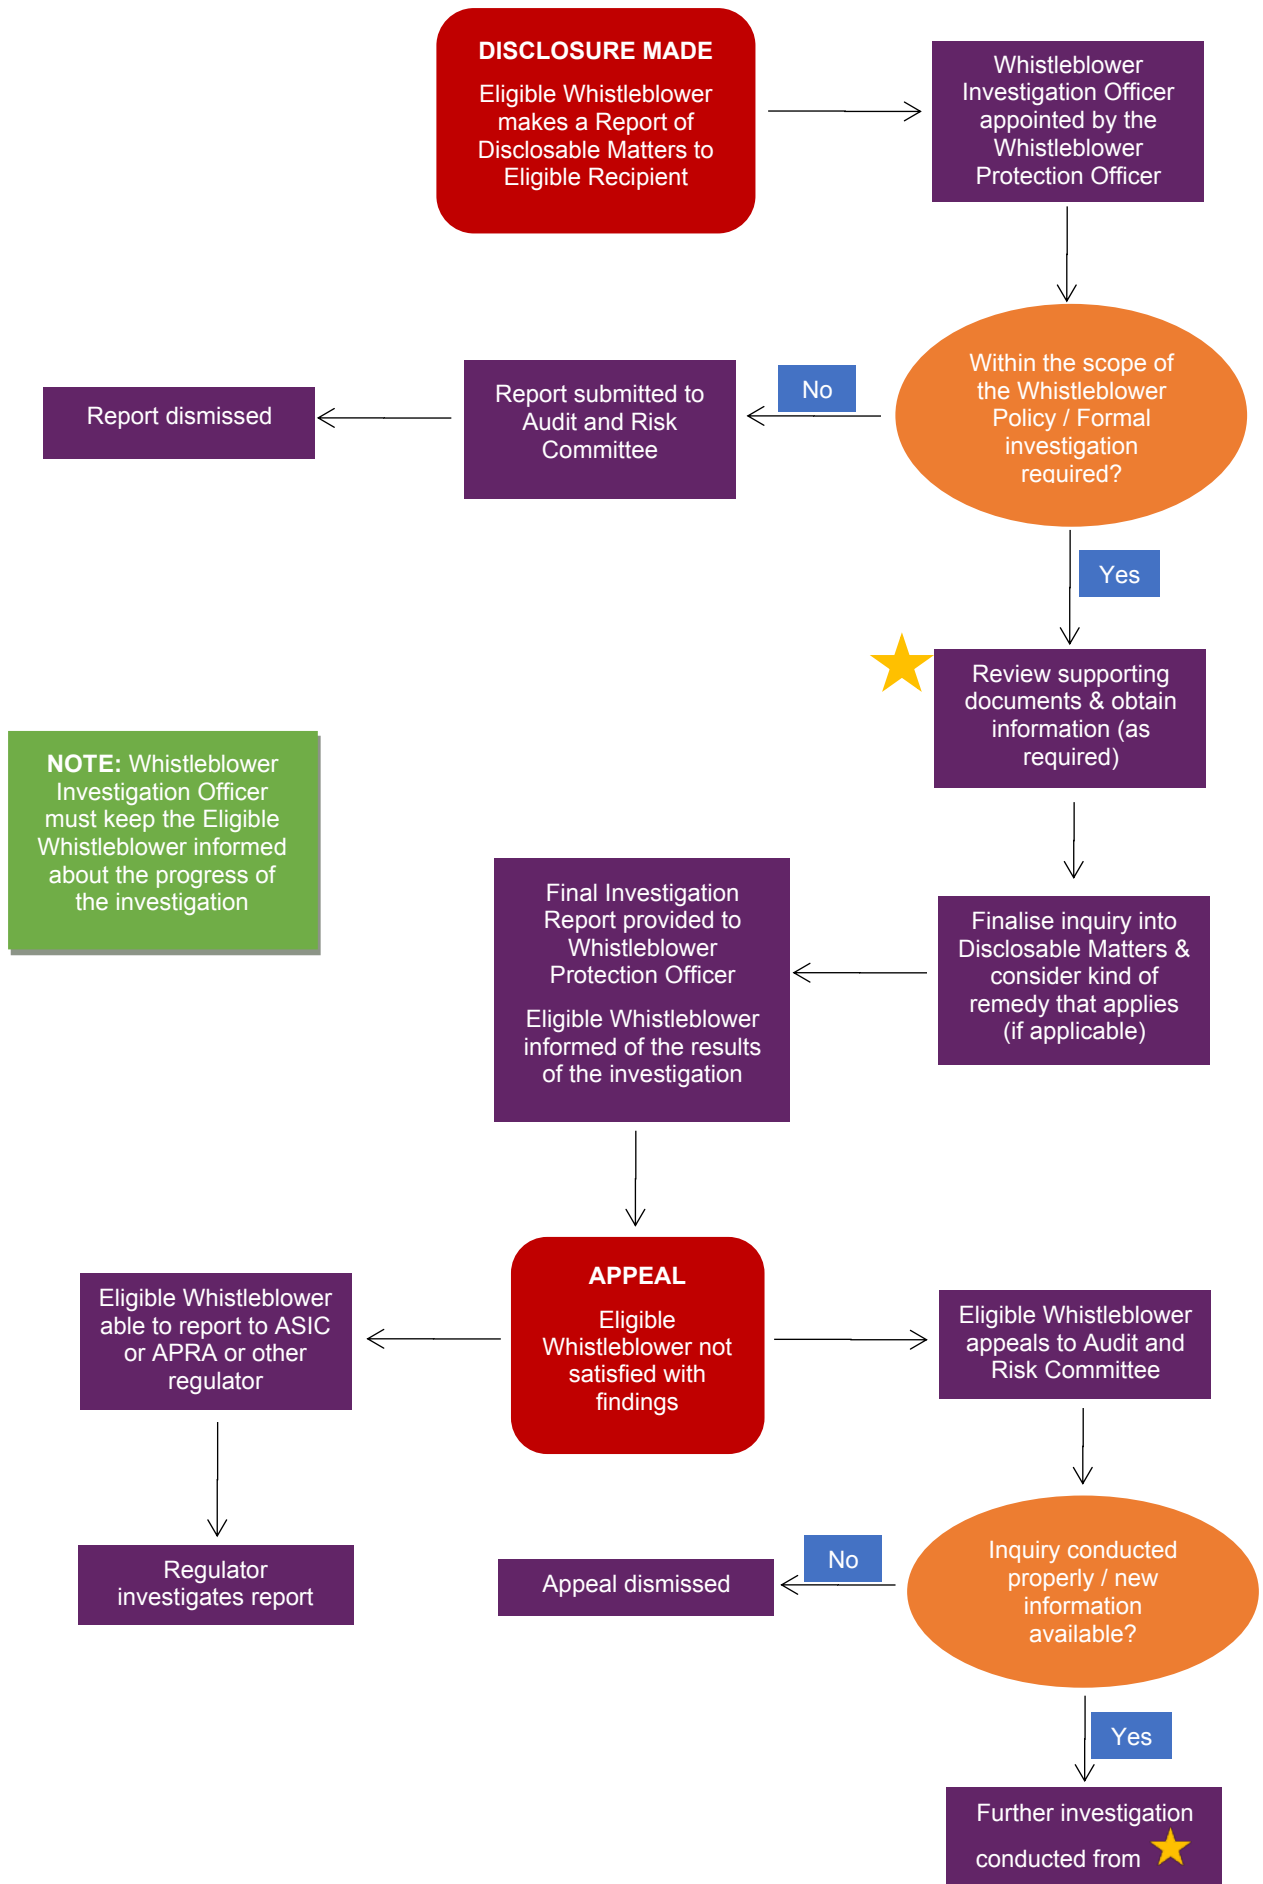 DISCLOSURE MADE
Eligible Whistleblower
makes a Report of
Disclosable Matters to
Eligible Recipient
Whistleblower
Investigation Officer
appointed by the
Whistleblower
Protection Officer
Within the scope of
the Whistleblower
Policy / Formal
investigation
required?
No
Report submitted to
Audit and Risk
Committee
Report dismissed
Yes
Review supporting
documents & obtain
information (as
required)
NOTE: Whistleblower
Investigation Officer
must keep the Eligible
Whistleblower informed
about the progress of
the investigation
Finalise inquiry into
Disclosable Matters &
consider kind of
remedy that applies
(if applicable)
Final Investigation
Report provided to
Whistleblower
Protection Officer
Eligible Whistleblower
informed of the results
of the investigation
APPEAL
Eligible
Whistleblower not
satisfied with
findings
Eligible Whistleblower
able to report to ASIC
or APRA or other
regulator
Regulator
investigates report
Eligible Whistleblower
appeals to Audit and
Risk Committee
Inquiry conducted
properly / new
information
available?
No
Appeal dismissed
Yes
Further investigation
conducted from